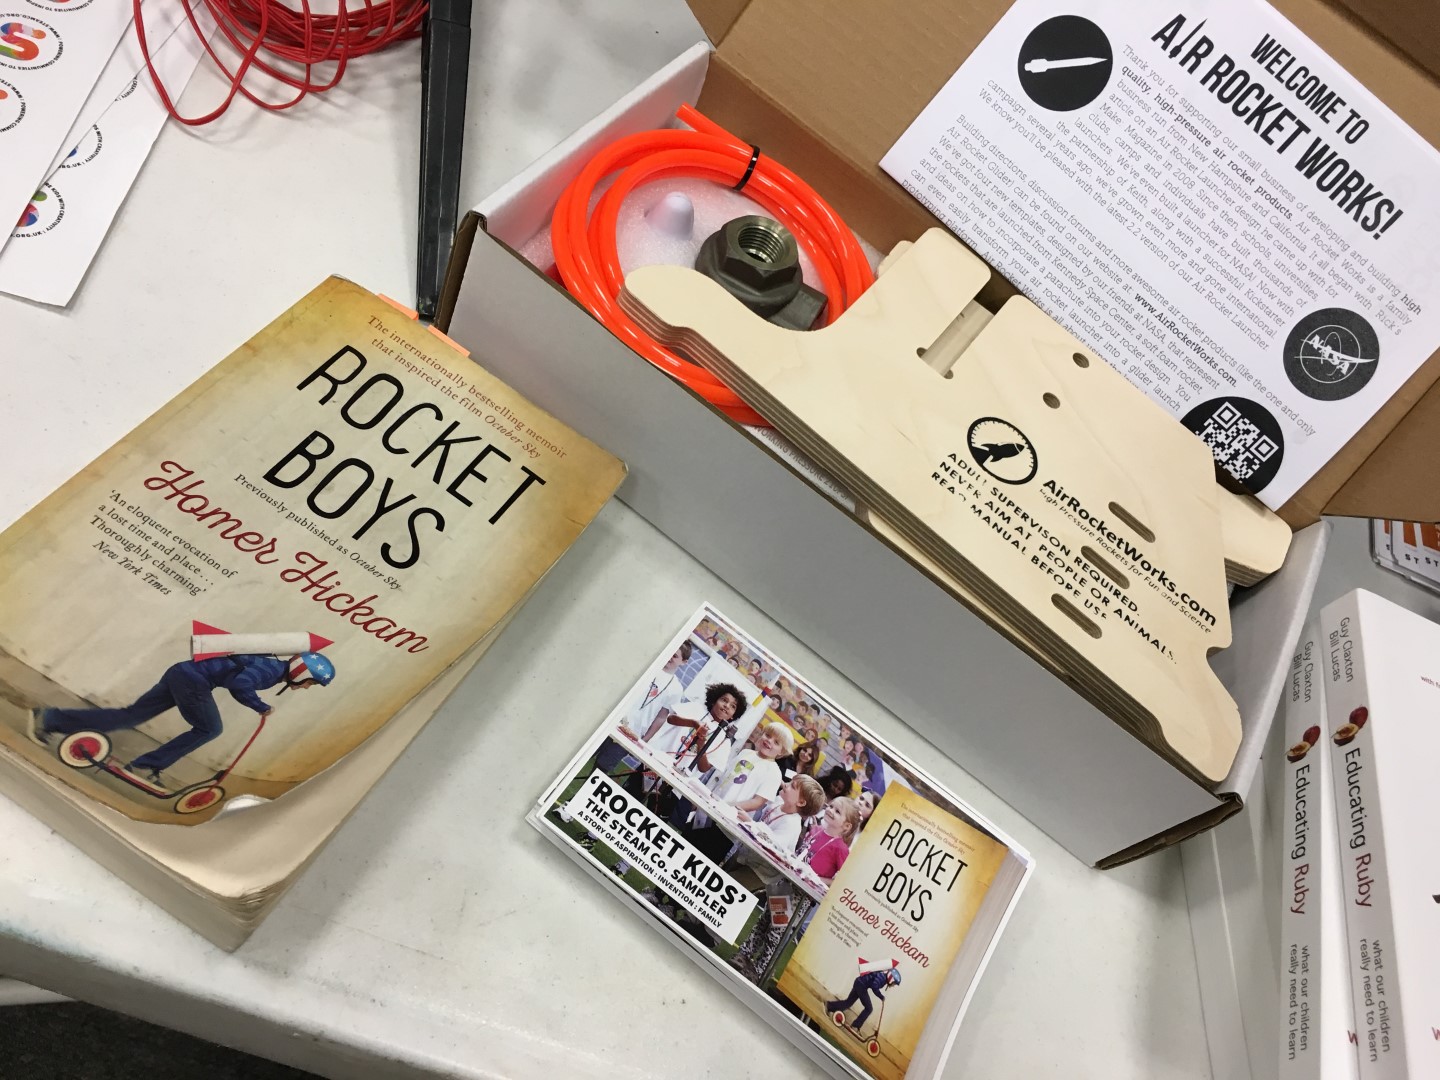 The internationally bestselling memoir
that inspired the film October Sky
ROCKET
BOYS
Previously published as October Sky
Homer Hickam
'An eloquent evocation of
a lost time and place...
Thoroughly charming'
New York Times
WELCOME TO
AIR ROCKET WORKS!
Thank you for supporting our small business of developing and building high
quality, high-pressure air rocket products. Air Rocket Works is a family
business run from New Hampshire and California. It all began with Rick's
article on an Air Rocket Launcher design he came up with for
Make: Magazine in 2008. Since then schools, universities,
clubs, camps and individuals have built thousands of
launchers. We've even built a launcher for NASA! Now with
the partnership of Keith, along with a successful Kickstarter
campaign several years ago, we've grown even more and gone international.
We know you'll be pleased with the latest 2.2 version of our Air Rocket Launcher.
Building directions, discussion forums and more awesome air rocket products (like the one and only
Air Rocket Glider) can be found on our website at www.AirRocketWorks.com.
We've got four new templates, designed by our friends at NASA, that represent
the rockets that are launched from Kennedy Space Center, a soft foam rocket,
and ideas on how to incorporate a parachute into your rocket design. You
can even easily transform your air rocket launcher into a glider launch
NASA
AirRocketWorks.com
High Pressure Rockets for Fun and Science
ADULT SUPERVISION REQUIRED.
NEVER AIM AT PEOPLE OR ANIMALS.
READ MANUAL BEFORE USE
'ROCKET KIDS'
THE STEAM Co. SAMPLER
A STORY OF ASPIRATION : INVENTION : FAMILY
ROCKET
BOYS
Homer Hickam
Guy Claxton
Bill Lucas
Educating Ruby
what our children
really need to learn
Guy Claxton
Bill Lucas
Educating Ruby
what our children
really need to learn